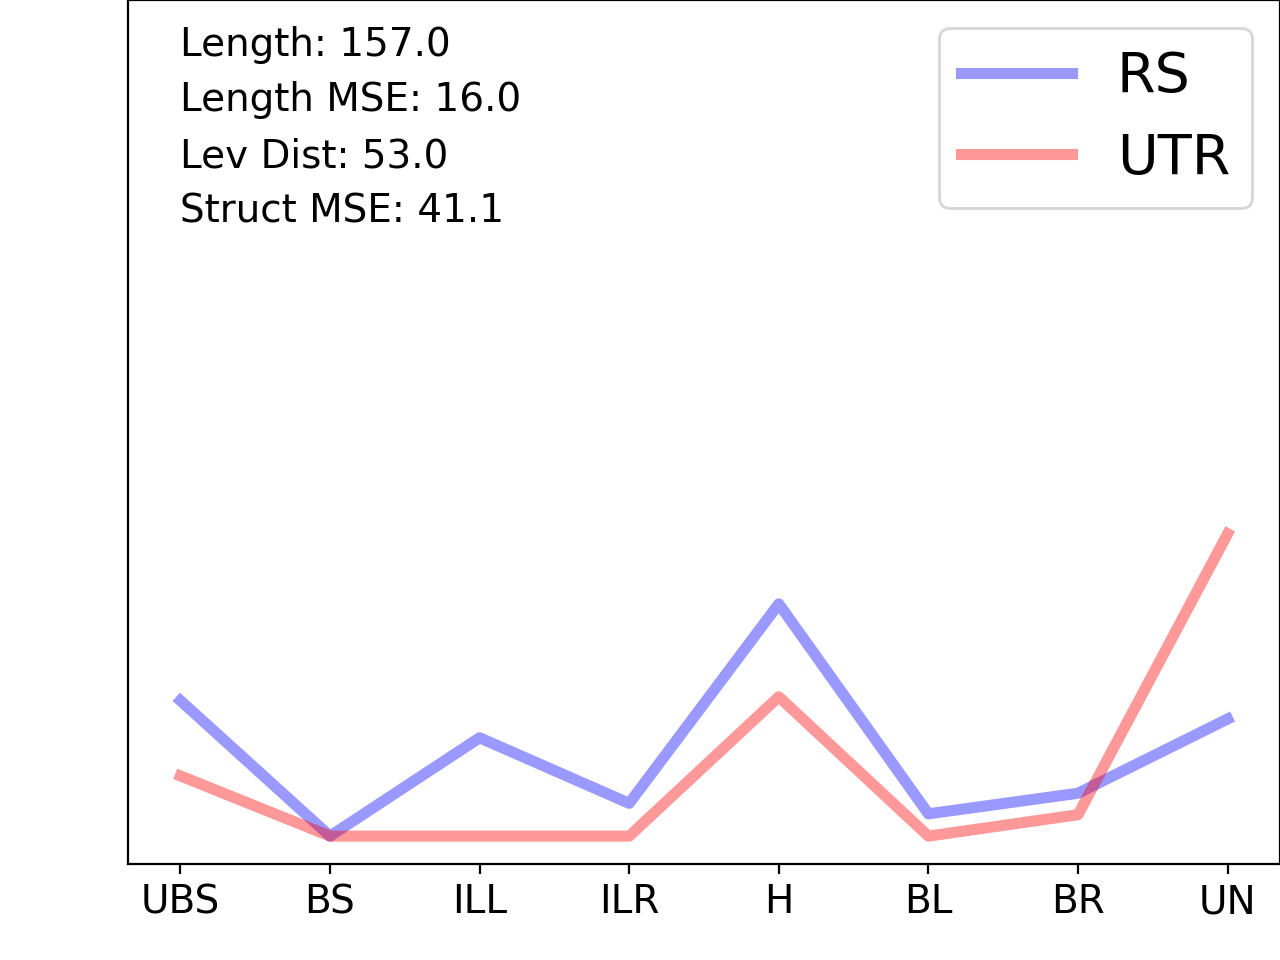 Length: 157.0
Length MSE: 16.0
Lev Dist: 53.0
Struct MSE: 41.1
RS
UTR
UBS BS ILL ILR H BL BR UN